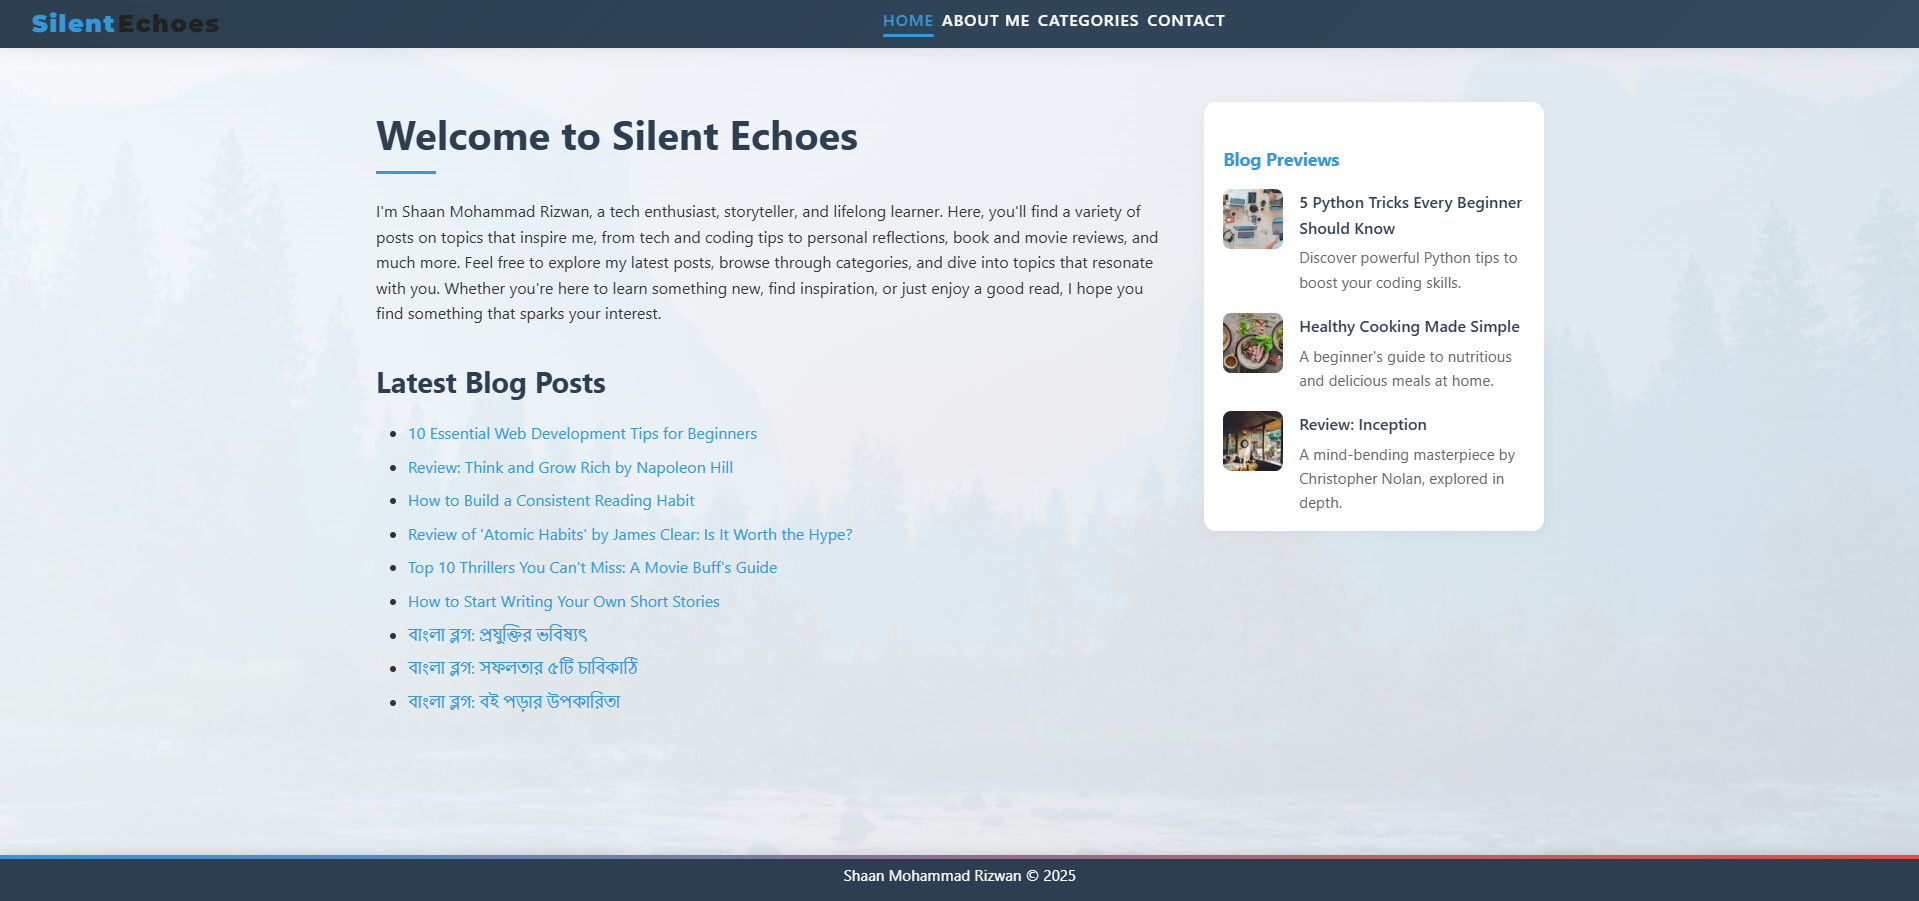 SilentEchoes
HOME ABOUT ME CATEGORIES CONTACT
Welcome to Silent Echoes
I'm Shaan Mohammad Rizwan, a tech enthusiast, storyteller, and lifelong learner. Here, you'll find a variety of
posts on topics that inspire me, from tech and coding tips to personal reflections, book and movie reviews, and
much more. Feel free to explore my latest posts, browse through categories, and dive into topics that resonate
with you. Whether you're here to learn something new, find inspiration, or just enjoy a good read, I hope you
find something that sparks your interest.
Latest Blog Posts
10 Essential Web Development Tips for Beginners
Review: Think and Grow Rich by Napoleon Hill
How to Build a Consistent Reading Habit
Review of 'Atomic Habits' by James Clear: Is It Worth the Hype?
Top 10 Thrillers You Can't Miss: A Movie Buff's Guide
How to Start Writing Your Own Short Stories
বাংলা ব্লগ: প্রযুক্তির ভবিষ্যৎ
বাংলা ব্লগ: সফলতার ৫টি চাবিকাঠি
বাংলা ব্লগ: বই পড়ার উপকারিতা
Blog Previews
5 Python Tricks Every Beginner
Should Know
Discover powerful Python tips to
boost your coding skills.
Healthy Cooking Made Simple
A beginner's guide to nutritious
and delicious meals at home.
Review: Inception
A mind-bending masterpiece by
Christopher Nolan, explored in
depth.
Shaan Mohammad Rizwan © 2025